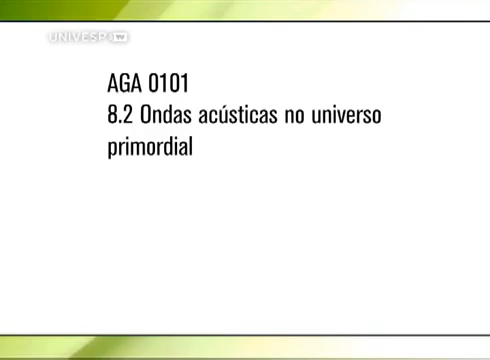 UNIVESP TV
AGA 0101
8.2 Ondas acústicas no universo
primordial